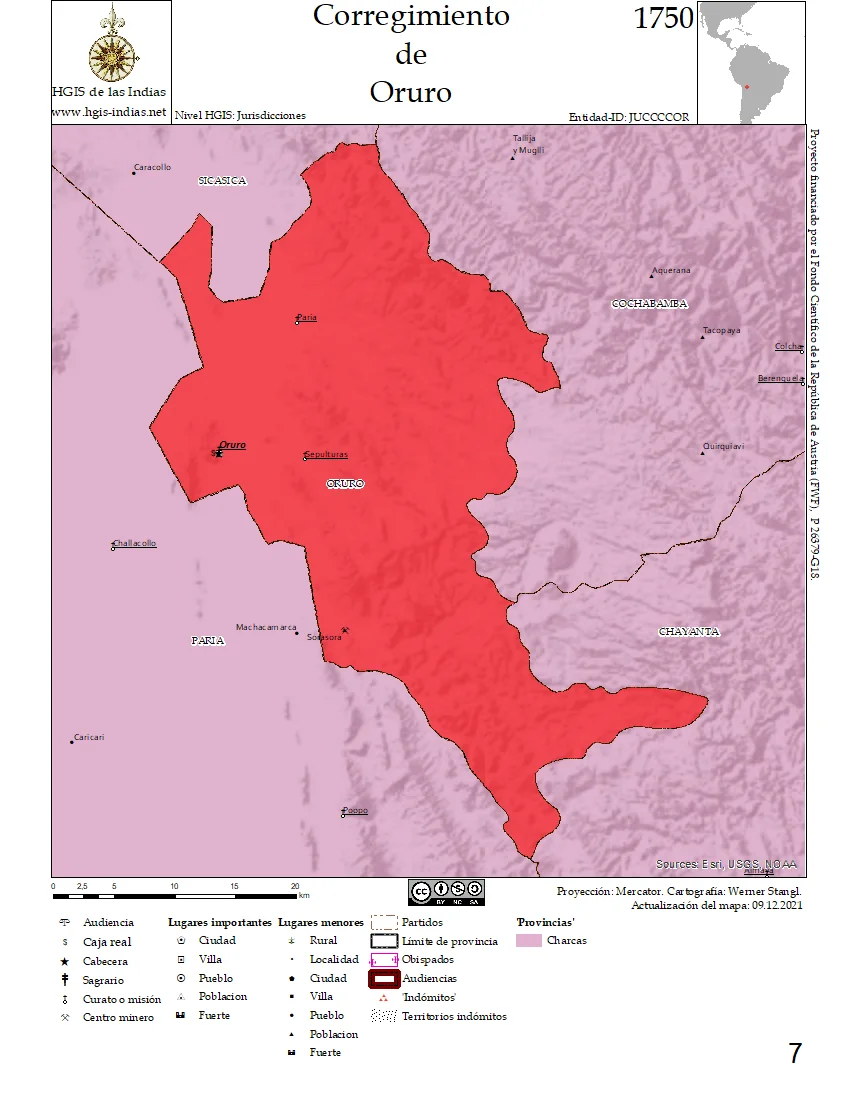 Corregimiento
de
Oruro
1750
HGIS de las Indias
www.hgis-indias.net
Nivel HGIS: Jurisdicciones
Entidad-ID: JUCCCCOR
Proyecto financiado por el Fondo Científico de la República de Austria (FWF), P 26379-G18.
Tallija
y Muglli
Caracollo
SICASICA
Aquerana
COCHABAMBA
Paria
Tacopaya
Colcha
Berenguela
Oruro
Sepulturas
Quirquiavi
ORURO
Challacollo
Machacamarca
Sorasora
PARIA
CHAYANTA
Caricari
Poopo
Sources: Esri, USGS, NOAA
0 2,5 5 10 15 20
km
CC BY NC SA
Proyección: Mercator. Cartografía: Werner Stangl.
Actualización del mapa: 09.12.2021
Audiencia
Caja real
Cabecera
Sagrario
Curato o misión
Centro minero
Lugares importantes
Ciudad
Villa
Pueblo
Poblacion
Fuerte
Lugares menores
Rural
Localidad
Ciudad
Villa
Pueblo
Poblacion
Fuerte
Partidos
Límite de provincia
Obispados
Audiencias
'Indómitos'
Territorios indómitos
'Provincias'
Charcas
7